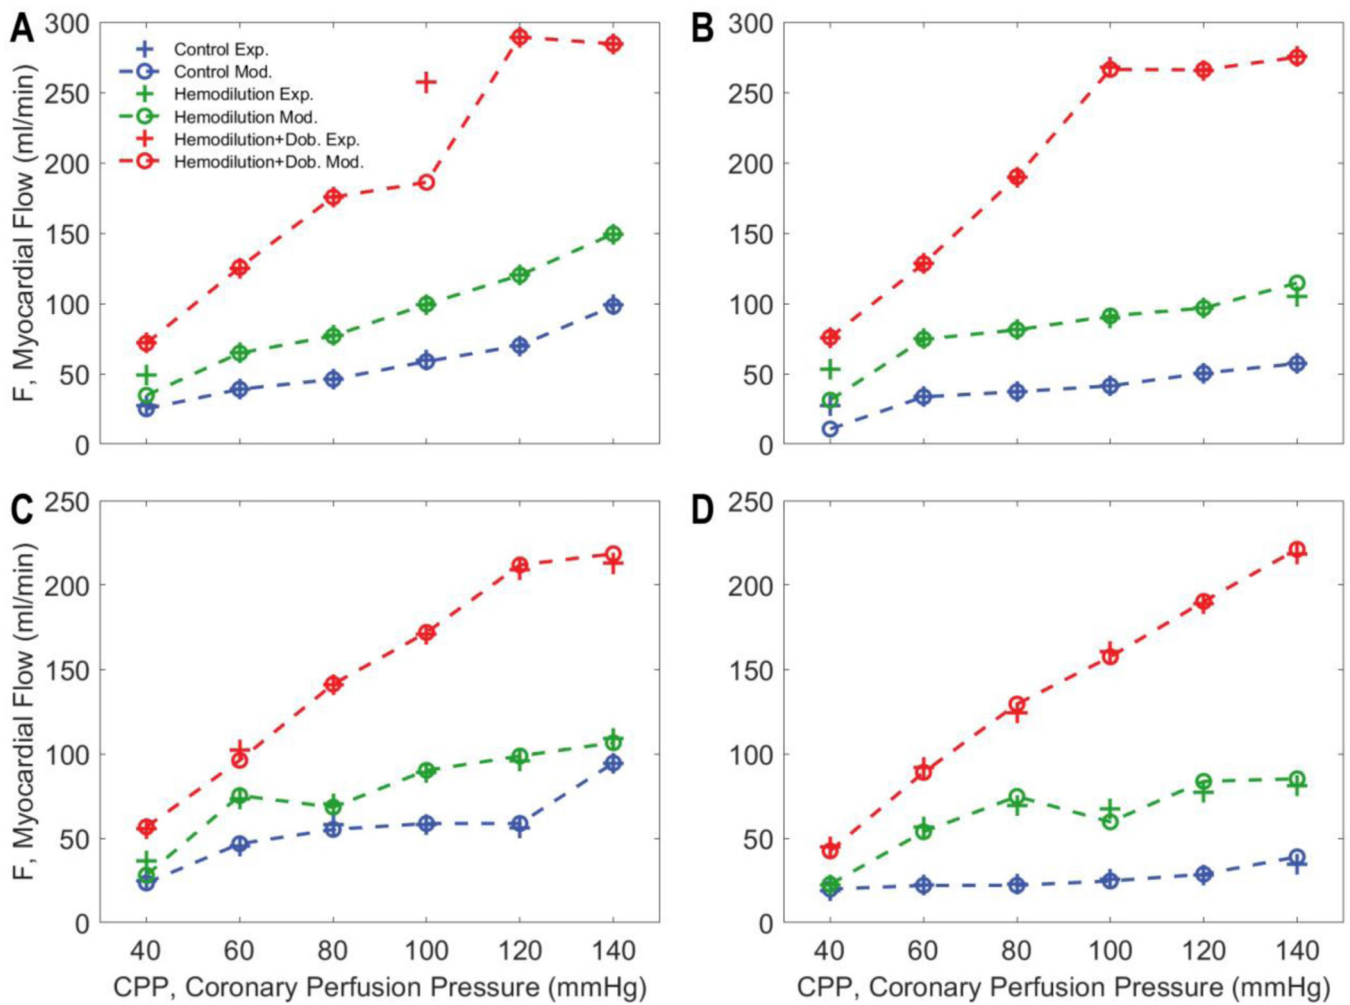 A
300
250
200
150
100
50
0
F, Myocardial Flow (ml/min)
Control Exp.
Control Mod.
Hemodilution Exp.
Hemodilution Mod.
Hemodilution+Dob. Exp.
Hemodilution+Dob. Mod.
B
300
250
200
150
100
50
0
C
250
200
150
100
50
0
F, Myocardial Flow (ml/min)
40 60 80 100 120 140
CPP, Coronary Perfusion Pressure (mmHg)
D
250
200
150
100
50
0
40 60 80 100 120 140
CPP, Coronary Perfusion Pressure (mmHg)